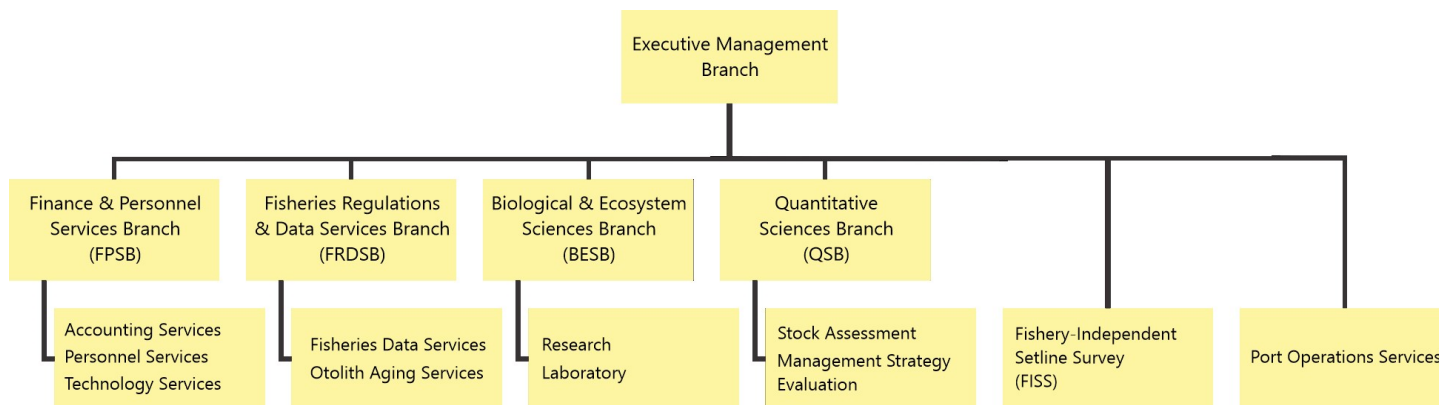 Executive Management
Branch
Finance & Personnel
Services Branch
(FPSB)
Fisheries Regulations
& Data Services Branch
(FRDSB)
Biological & Ecosystem
Sciences Branch
(BESB)
Quantitative
Sciences Branch
(QSB)
Accounting Services
Personnel Services
Technology Services
Fisheries Data Services
Otolith Aging Services
Research
Laboratory
Stock Assessment
Management Strategy
Evaluation
Fishery-Independent
Setline Survey
(FISS)
Port Operations Services